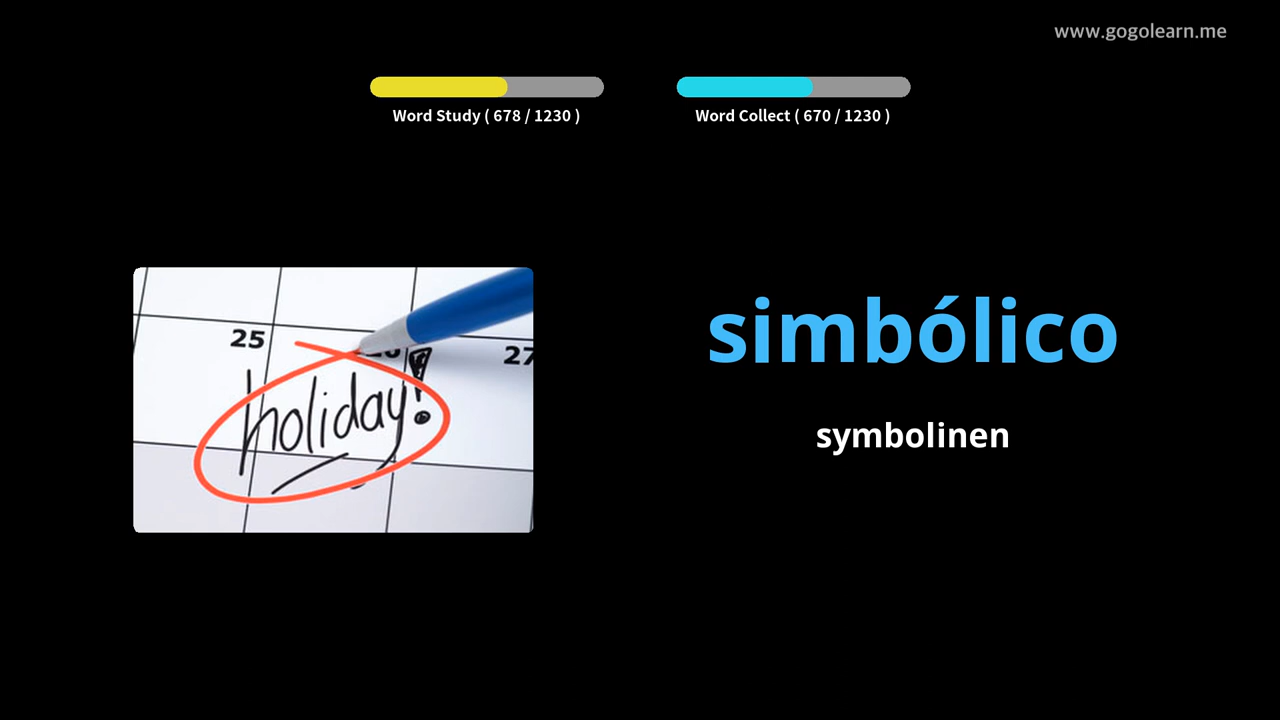 www.gogolearn.me
Word Study ( 678 / 1230 )
Word Collect ( 670 / 1230 )
25
27
holiday!
simbólico
symbolinen